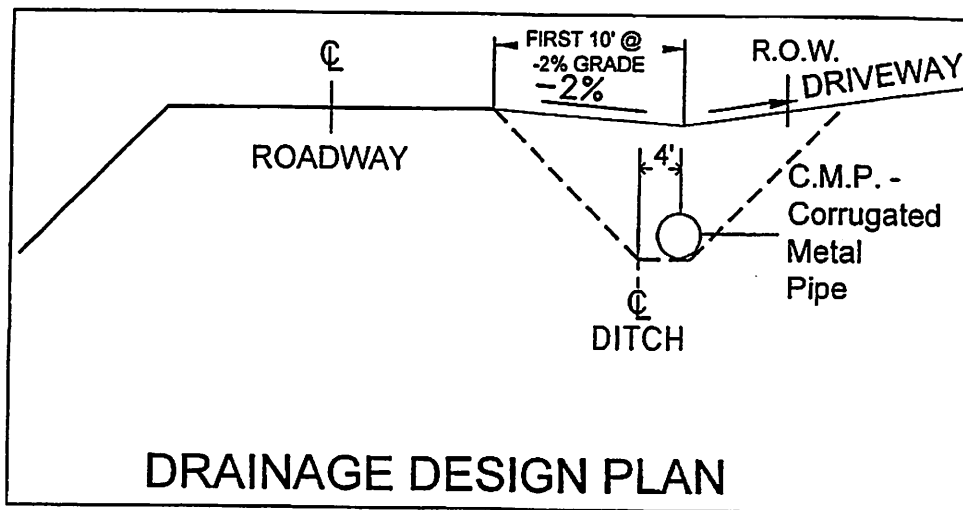 FIRST 10' @
-2% GRADE
-2%
℄
ROADWAY
R.O.W.
DRIVEWAY
4'
C.M.P. -
Corrugated
Metal
Pipe
℄
DITCH
DRAINAGE DESIGN PLAN